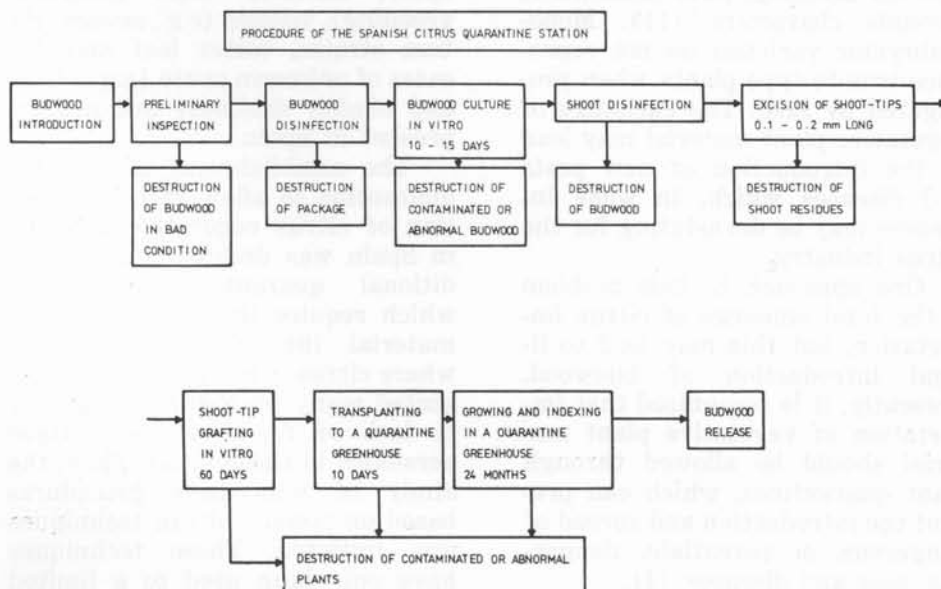 PROCEDURE OF THE SPANISH CITRUS QUARANTINE STATION
BUDWOOD
INTRODUCTION
PRELIMINARY
INSPECTION
BUDWOOD
DISINFECTION
BUDWOOD CULTURE
IN VITRO
10 - 15 DAYS
SHOOT DISINFECTION
EXCISION OF SHOOT-TIPS
0.1 - 0.2 mm LONG
DESTRUCTION
OF BUDWOOD
IN BAD
CONDITION
DESTRUCTION
OF PACKAGE
DESTRUCTION OF
CONTAMINATED OR
ABNORMAL BUDWOOD
DESTRUCTION
OF BUDWOOD
DESTRUCTION OF
SHOOT RESIDUES
SHOOT-TIP
GRAFTING
IN VITRO
60 DAYS
TRANSPLANTING
TO A QUARANTINE
GREENHOUSE
10 DAYS
GROWING AND INDEXING
IN A QUARANTINE
GREENHOUSE
24 MONTHS
BUDWOOD
RELEASE
DESTRUCTION OF CONTAMINATED OR ABNORMAL
PLANTS